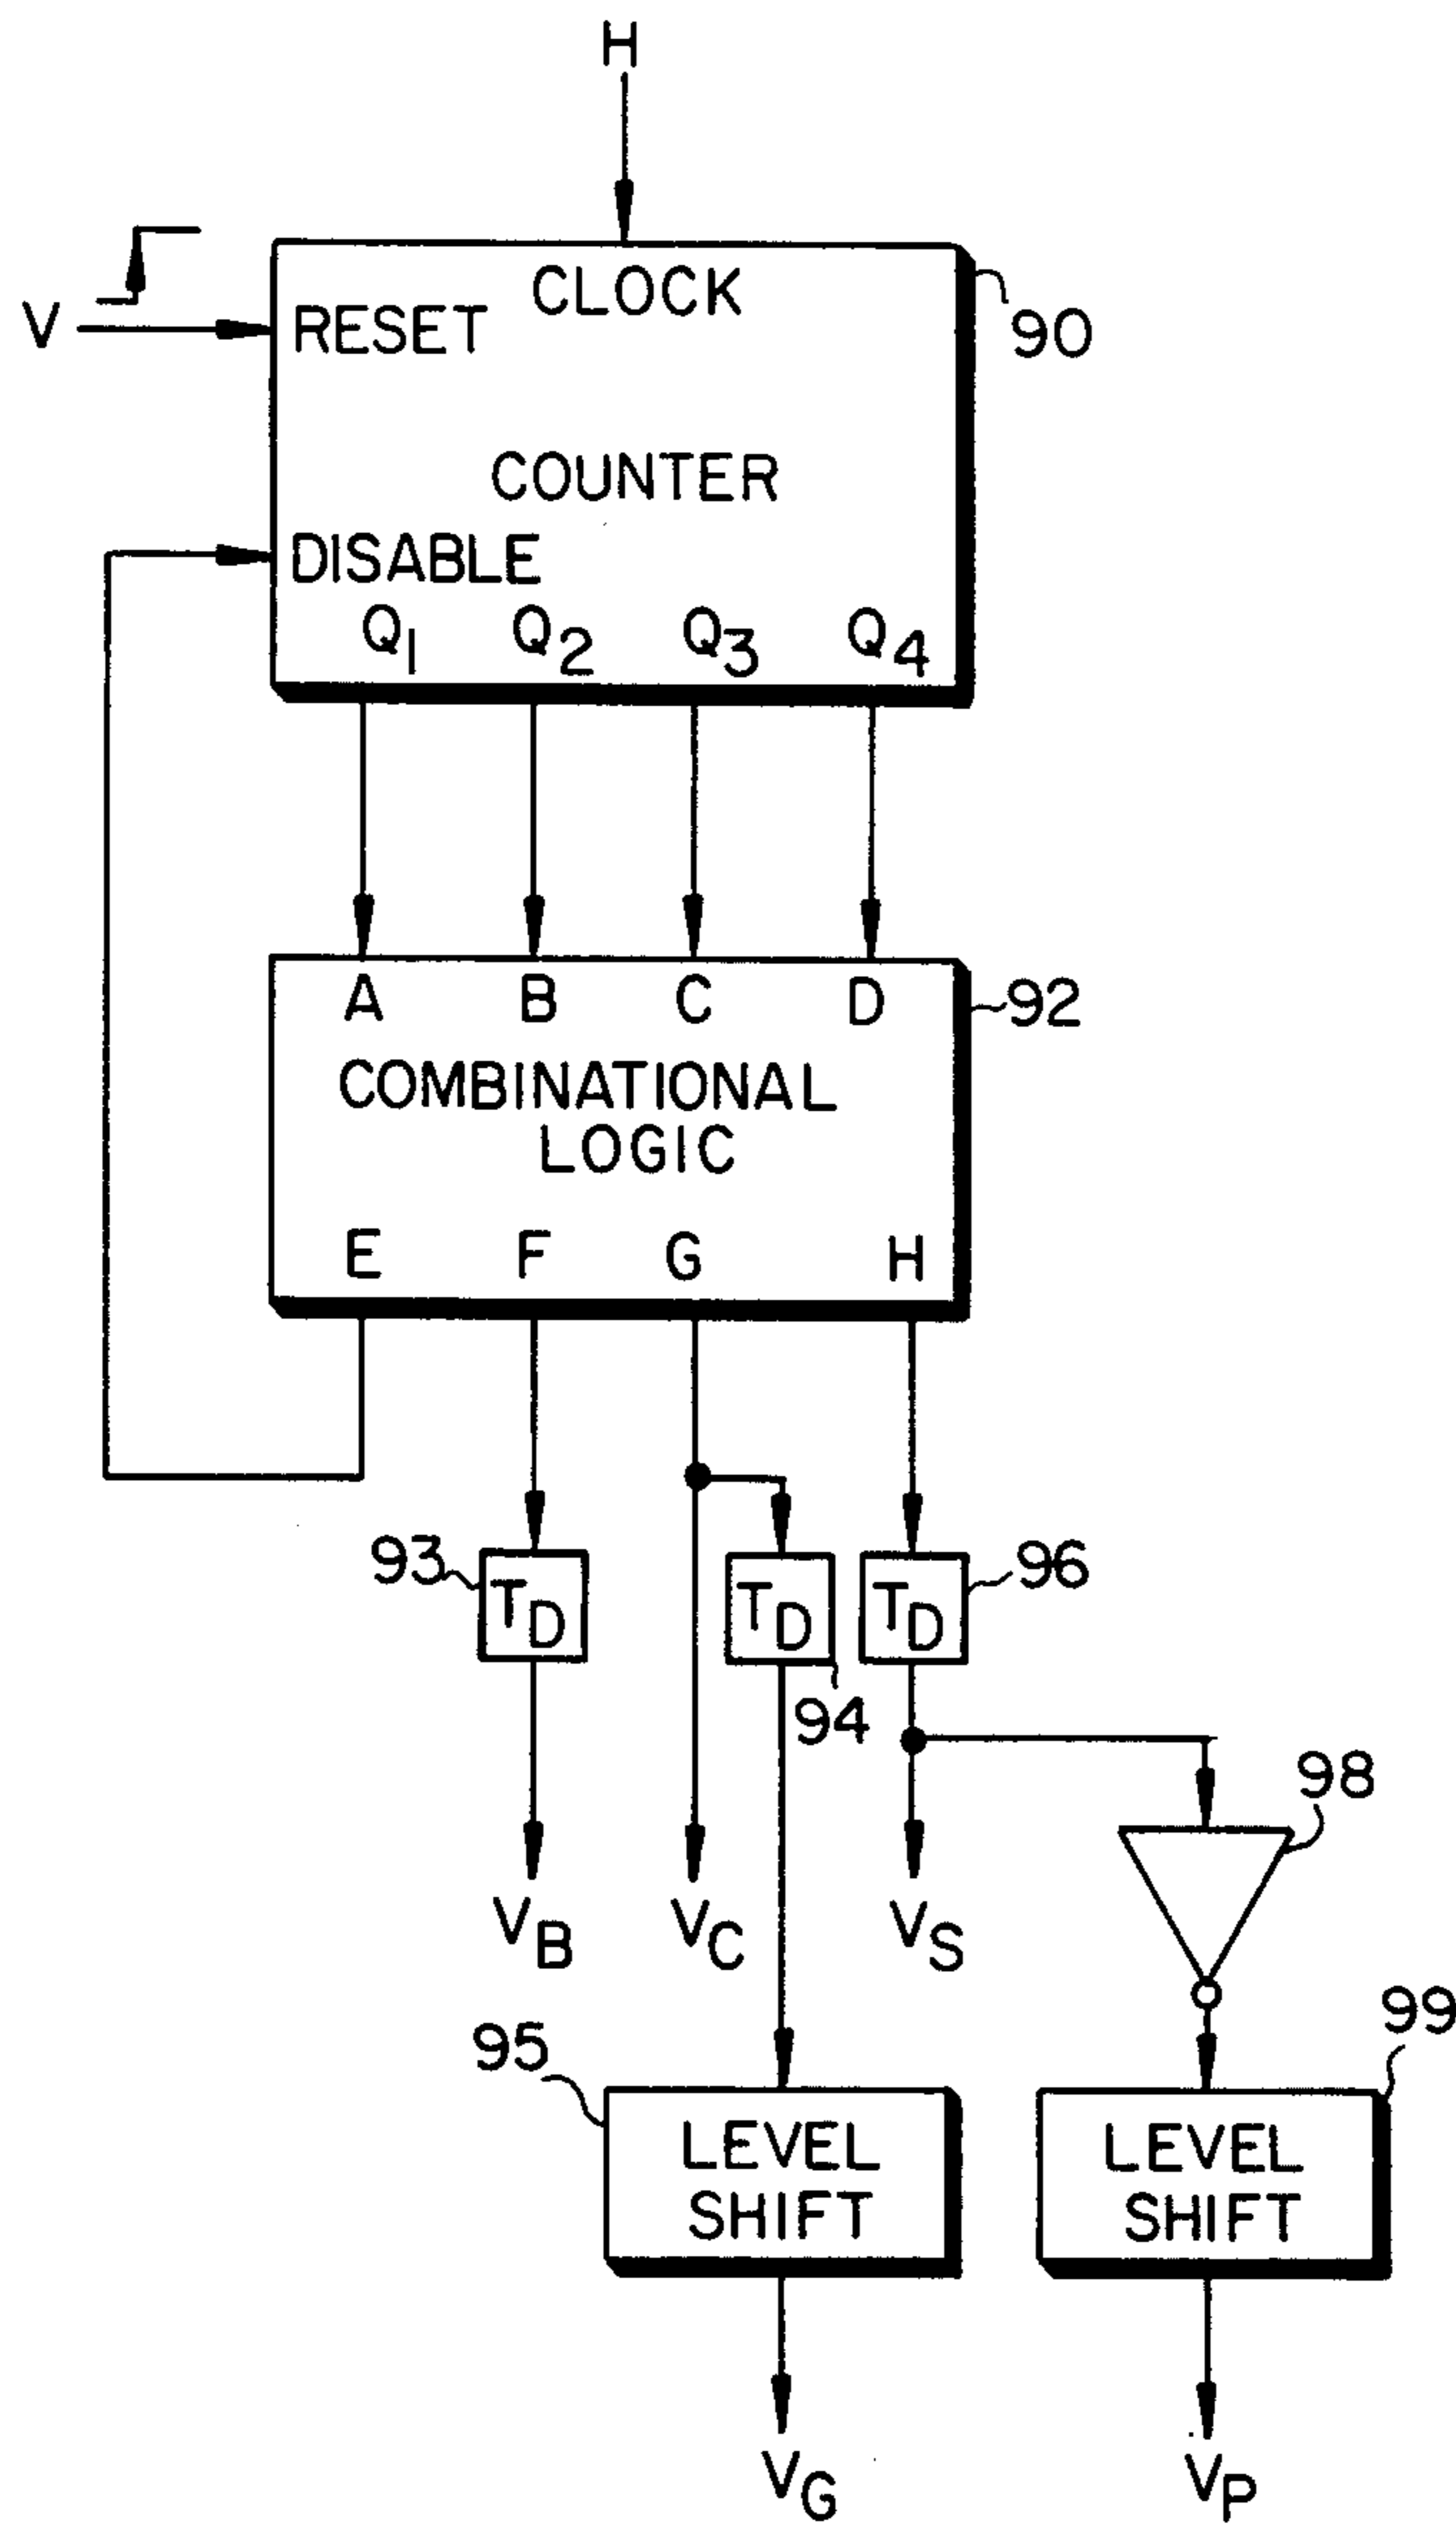 H
CLOCK
V
RESET
90
COUNTER
DISABLE
Q1 Q2 Q3 Q4
A B C D
92
COMBINATIONAL
LOGIC
E F G H
93
TD
TD
TD
96
94
98
VB
VC
VS
95
99
LEVEL
SHIFT
LEVEL
SHIFT
VG
VP